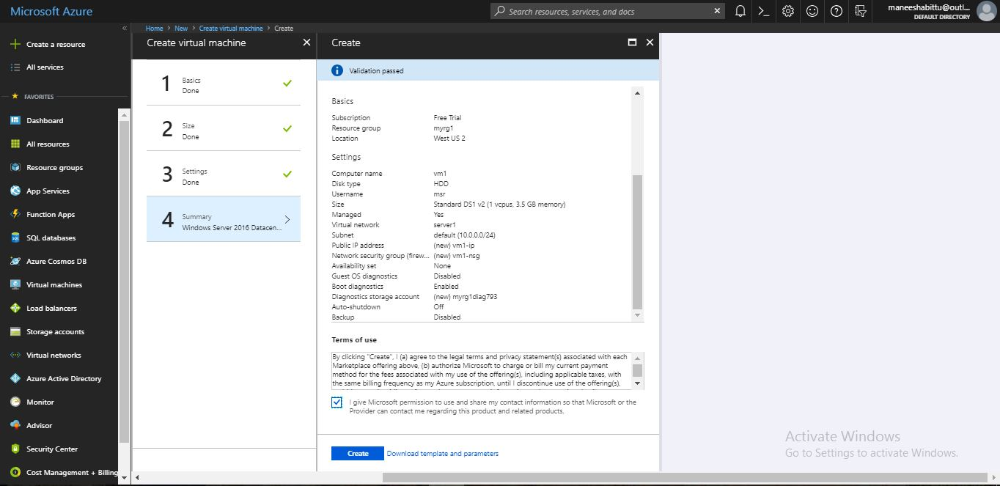 Microsoft Azure
Search resources, services, and docs
maneeshabittu@outl...
DEFAULT DIRECTORY
Home > New > Create virtual machine > Create
Create a resource
All services
FAVORITES
Dashboard
All resources
Resource groups
App Services
Function Apps
SQL databases
Azure Cosmos DB
Virtual machines
Load balancers
Storage accounts
Virtual networks
Azure Active Directory
Monitor
Advisor
Security Center
Cost Management + Billing
Create virtual machine
1 Basics
Done
2 Size
Done
3 Settings
Done
4 Summary
Windows Server 2016 Datacen...
Create
Validation passed
Basics
Subscription Free Trial
Resource group myrg1
Location West US 2
Settings
Computer name vm1
Disk type HDD
Username msr
Size Standard DS1 v2 (1 vcpus, 3.5 GB memory)
Managed Yes
Virtual network server1
Subnet default (10.0.0.0/24)
Public IP address (new) vm1-ip
Network security group (firew... (new) vm1-nsg
Availability set None
Guest OS diagnostics Disabled
Boot diagnostics Enabled
Diagnostics storage account (new) myrg1diag793
Auto-shutdown Off
Backup Disabled
Terms of use
By clicking "Create", I (a) agree to the legal terms and privacy statement(s) associated with each
Marketplace offering above, (b) authorize Microsoft to charge or bill my current payment
method for the fees associated with my use of the offering(s), including applicable taxes, with
the same billing frequency as my Azure subscription, until I discontinue use of the offering(s),
I give Microsoft permission to use and share my contact information so that Microsoft or the
Provider can contact me regarding this product and related products.
Create Download template and parameters
Activate Windows
Go to Settings to activate Windows.